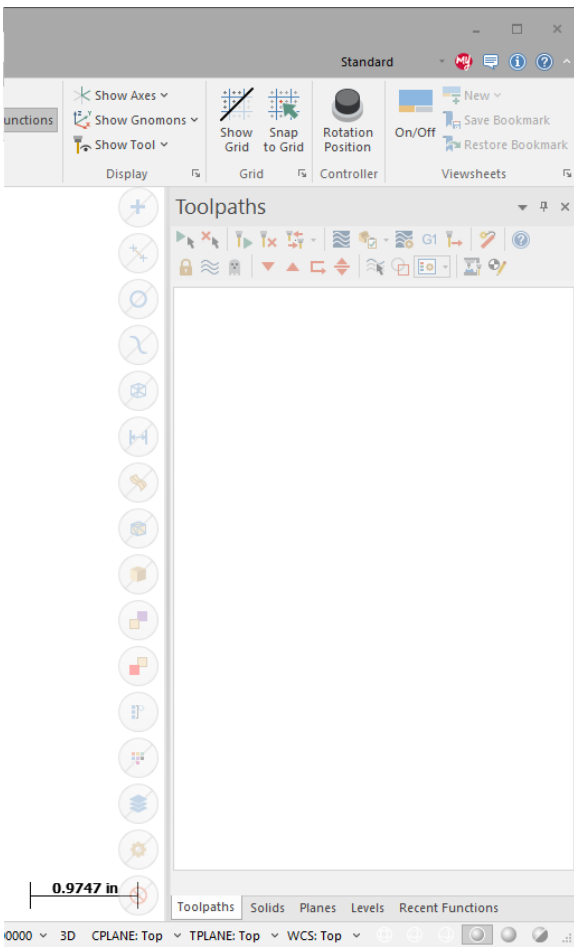 Standard
My
unctions
Show Axes
Show Gnomons
Show Tool
Display
Show Grid
Snap to Grid
Grid
Rotation Position
Controller
On/Off
New
Save Bookmark
Restore Bookmark
Viewsheets
Toolpaths
G1
0.9747 in
Toolpaths Solids Planes Levels Recent Functions
00000 3D CPLANE: Top TPLANE: Top WCS: Top